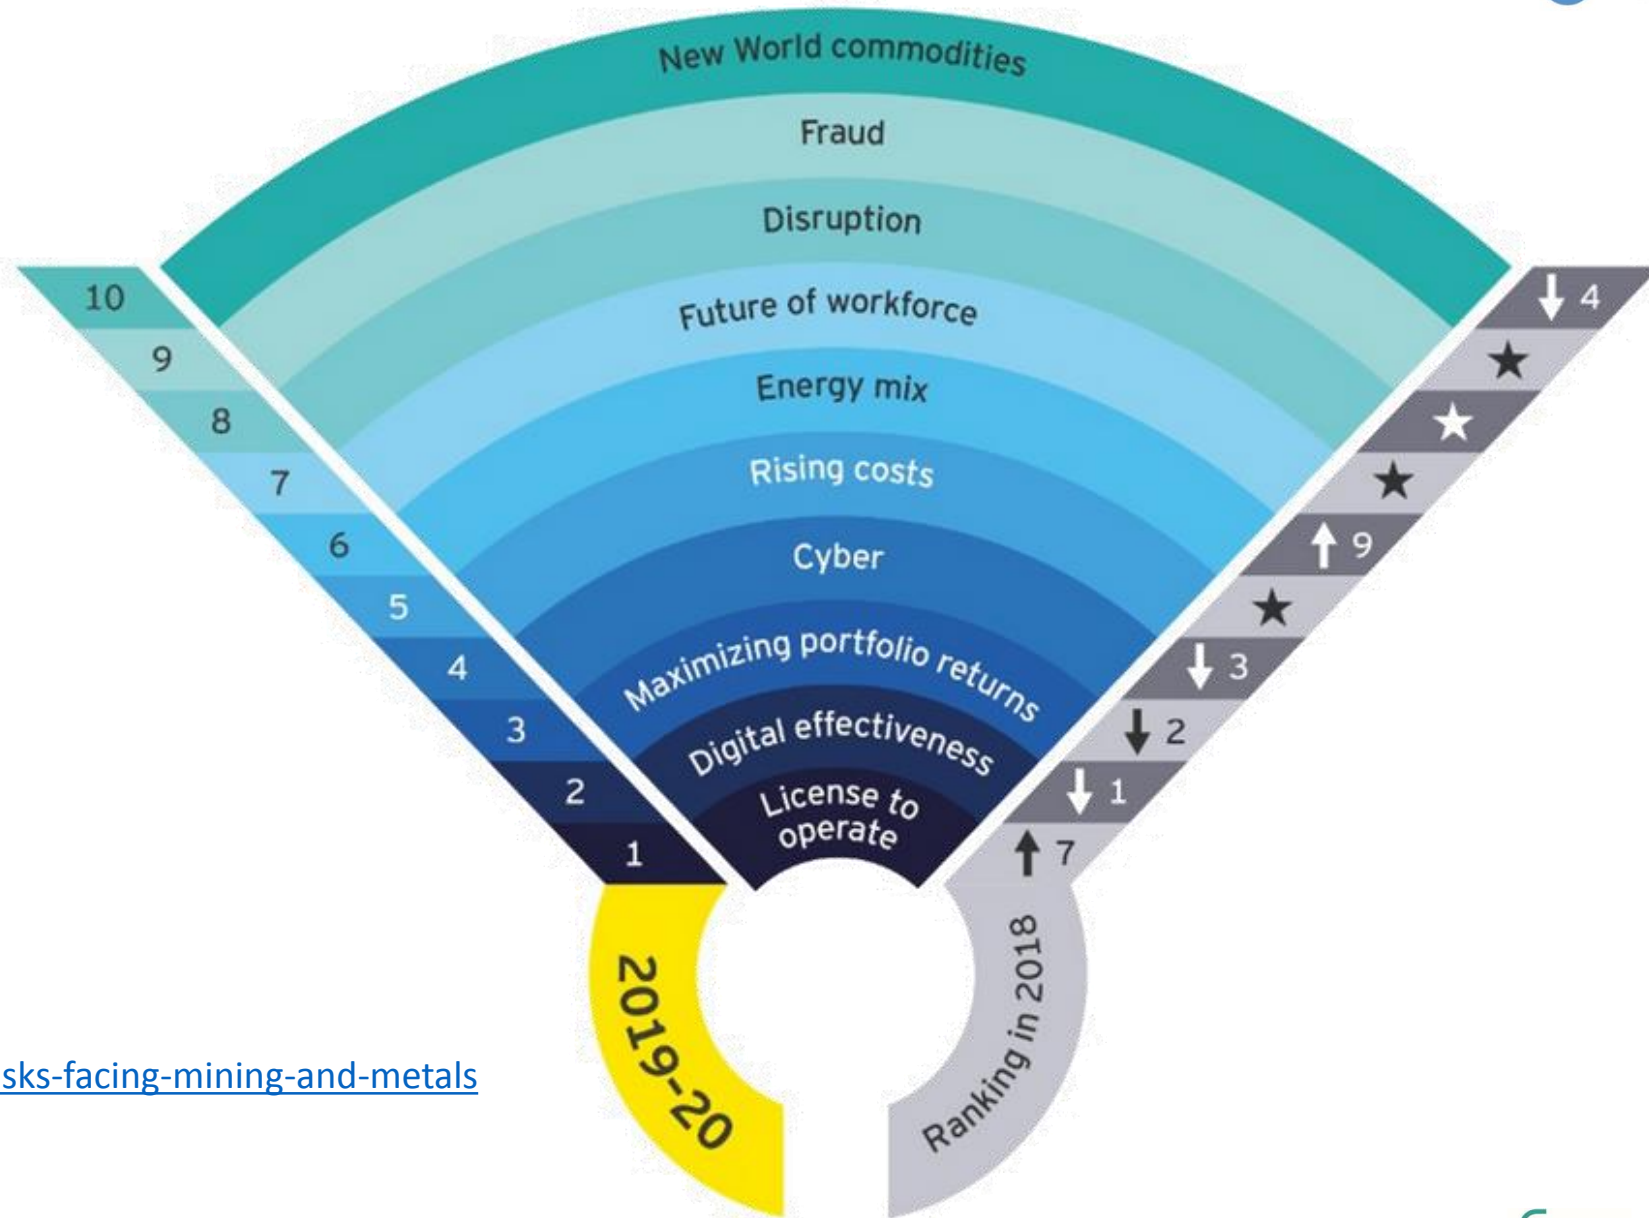 New World commodities
Fraud
Disruption
Future of workforce
Energy mix
Rising costs
Cyber
Maximizing portfolio returns
Digital effectiveness
License to
operate
10
9
8
7
6
5
4
3
2
1
2019-20
↓ 4
★
★
★
↑ 9
★
↓ 3
↓ 2
↓ 1
↑ 7
Ranking in 2018
sks-facing-mining-and-metals